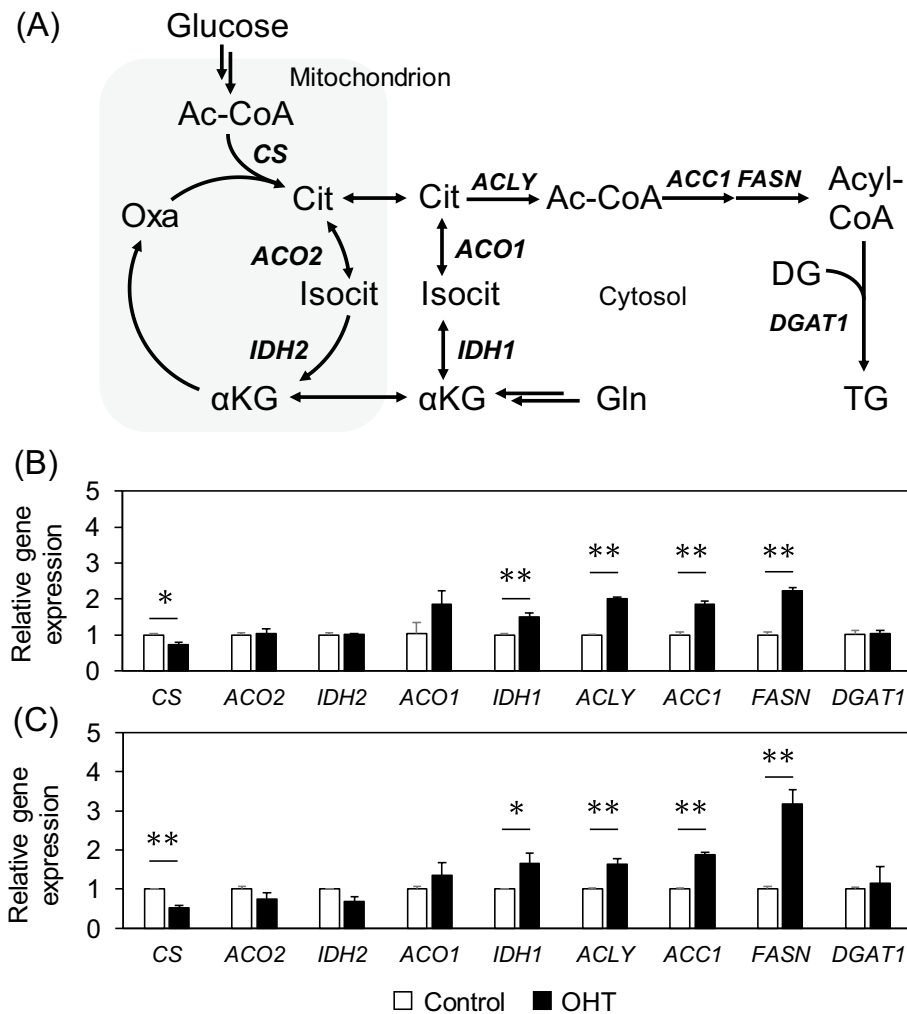 (A)
Glucose
Mitochondrion
Ac-CoA
CS
Oxa
Cit
Cit
ACLY
Ac-CoA
ACC1 FASN
Acyl-
CoA
ACO2
ACO1
DG
Isocit
Isocit
Cytosol
DGAT1
IDH2
IDH1
αKG
αKG
Gln
TG
(B)
Relative gene
expression
5
4
3
2
1
0
*
**
**
**
**
CS ACO2 IDH2 ACO1 IDH1 ACLY ACC1 FASN DGAT1
(C)
Relative gene
expression
5
4
3
2
1
0
**
*
**
**
**
CS ACO2 IDH2 ACO1 IDH1 ACLY ACC1 FASN DGAT1
Control OHT